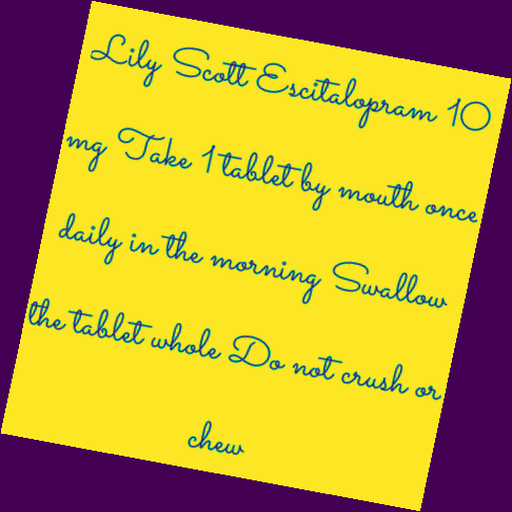 Lily Scott Escitalopram 10
mg Take 1 tablet by mouth once
daily in the morning Swallow
the tablet whole Do not crush or
chew